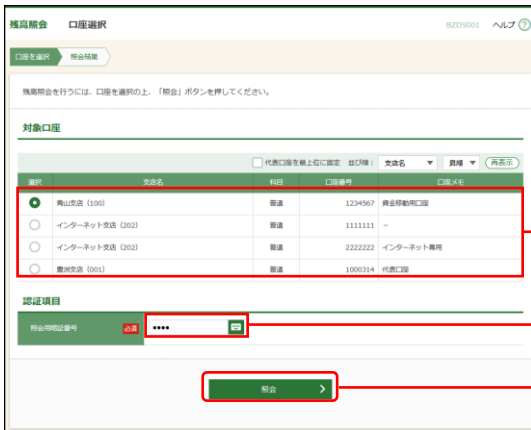 残高照会 口座選択 BZDS001 ヘルプ ?
口座を選択 照会結果
残高照会を行うには、口座を選択の上、「照会」ボタンを押してください。
対象口座
代表口座を最上位に固定 並び順： 支店名 ▼ 昇順 ▼ 再表示
選択 支店名 科目 口座番号 口座メモ
青山支店（100） 普通 1234567 資金移動用口座
インターネット支店（202） 普通 1111111 －
インターネット支店（202） 普通 2222222 インターネット専用
豊洲支店（001） 普通 1000314 代表口座
認証項目
照会用暗証番号 必須 ••••
照会